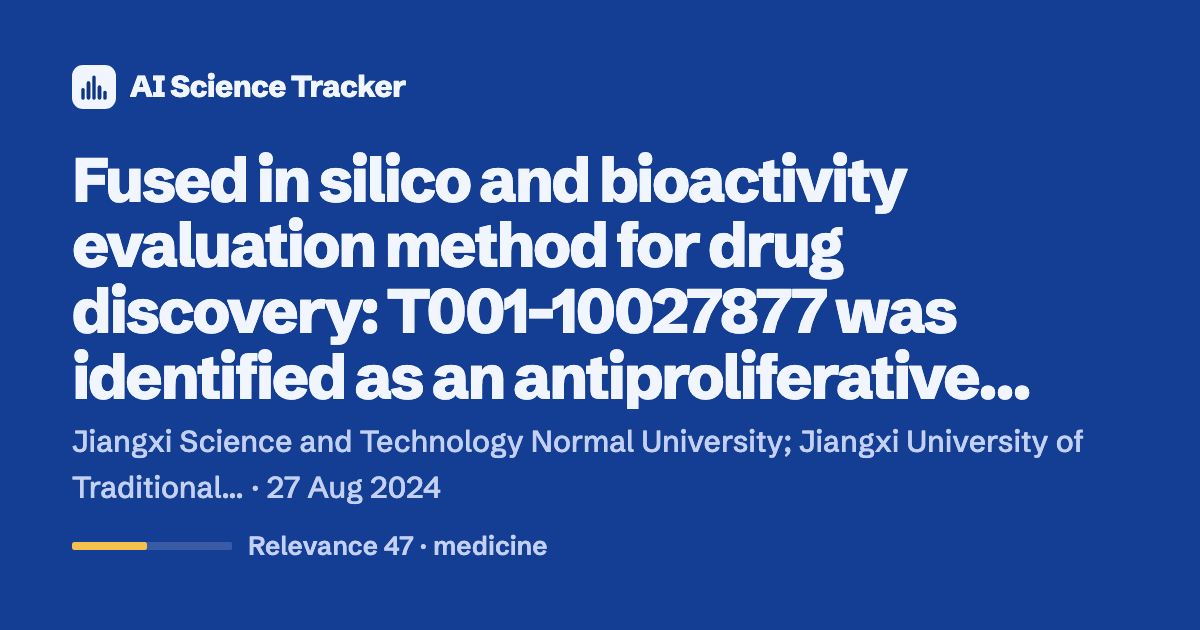 AI Science Tracker
Fused in silico and bioactivity
evaluation method for drug
discovery: T001-10027877 was
identified as an antiproliferative...
Jiangxi Science and Technology Normal University; Jiangxi University of
Traditional... · 27 Aug 2024
Relevance 47 · medicine